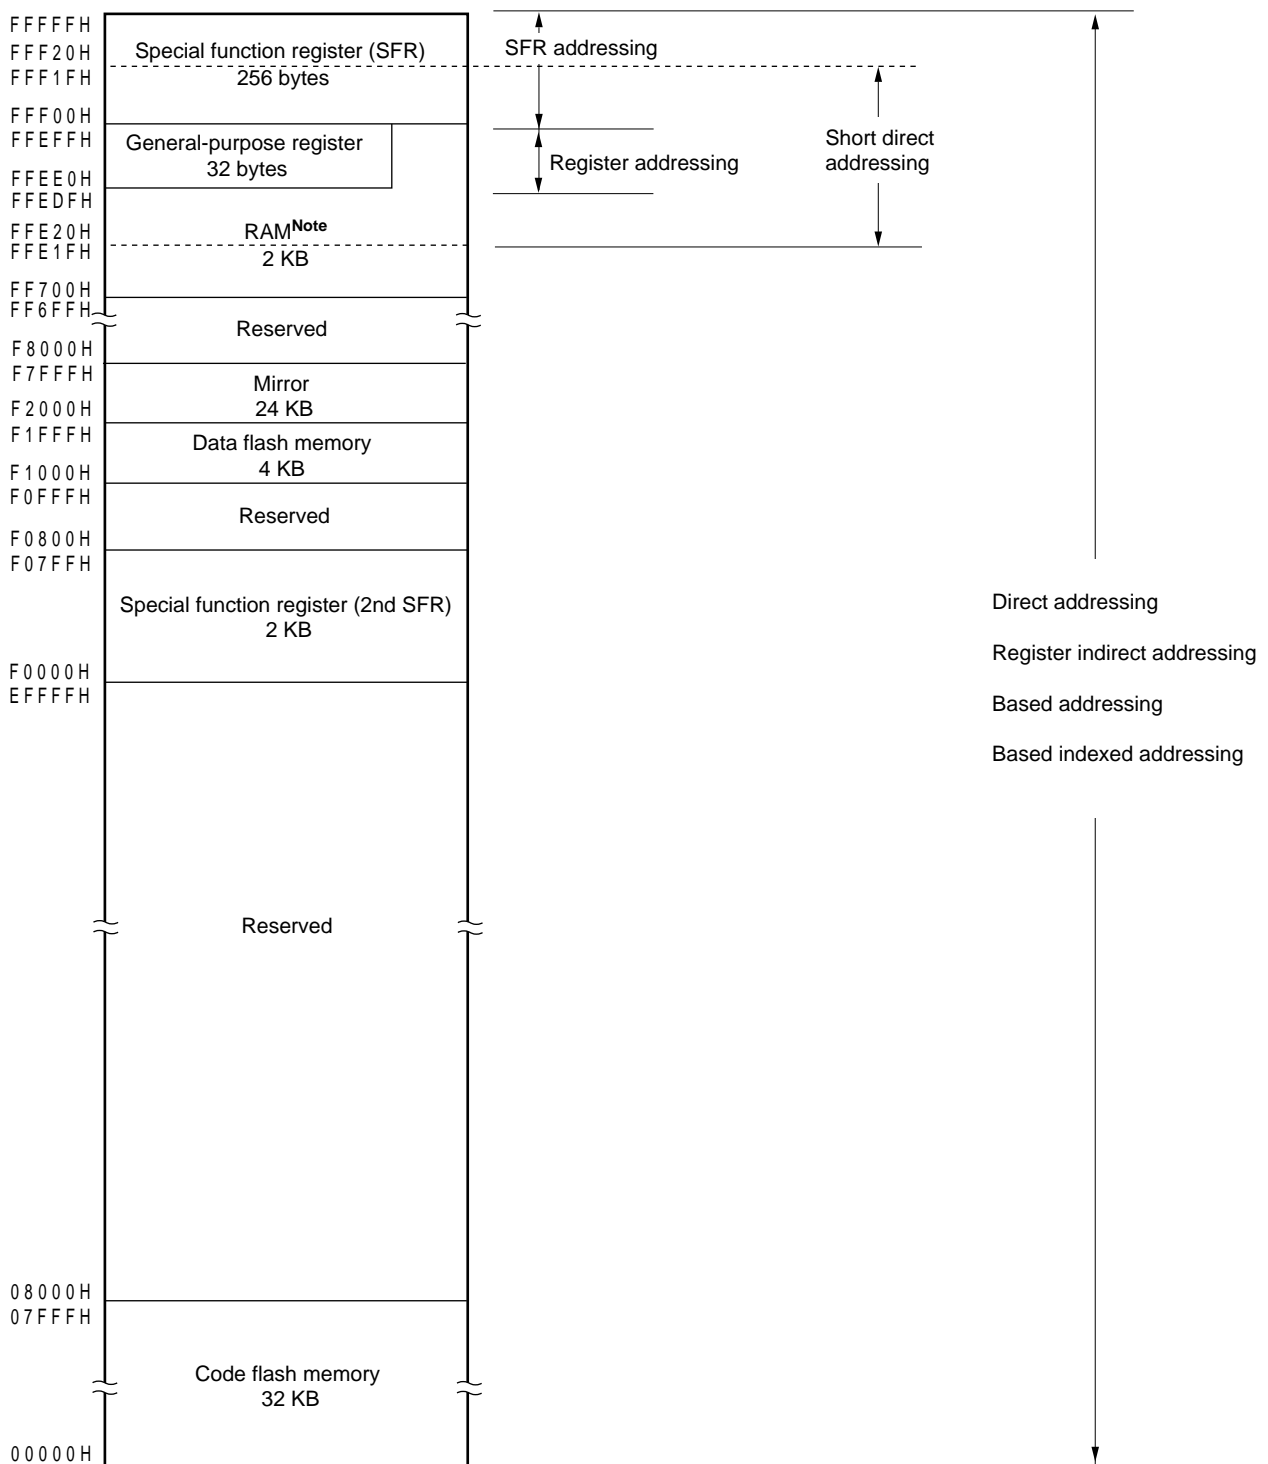 FFFFFH
FFF20H
Special function register (SFR)
SFR addressing
FFF1FH
256 bytes
FFF00H
FFEFFH
General-purpose register
32 bytes
Register addressing
Short direct
addressing
FFEE0H
FFEDFH
FFE20H
RAMNote
FFE1FH
2 KB
FF700H
FF6FFH
Reserved
F8000H
F7FFFH
Mirror
24 KB
F2000H
F1FFFH
Data flash memory
4 KB
F1000H
F0FFFH
Reserved
F0800H
F07FFH
Special function register (2nd SFR)
2 KB
F0000H
EFFFFH
Direct addressing
Register indirect addressing
Based addressing
Based indexed addressing
Reserved
08000H
07FFFH
Code flash memory
32 KB
00000H